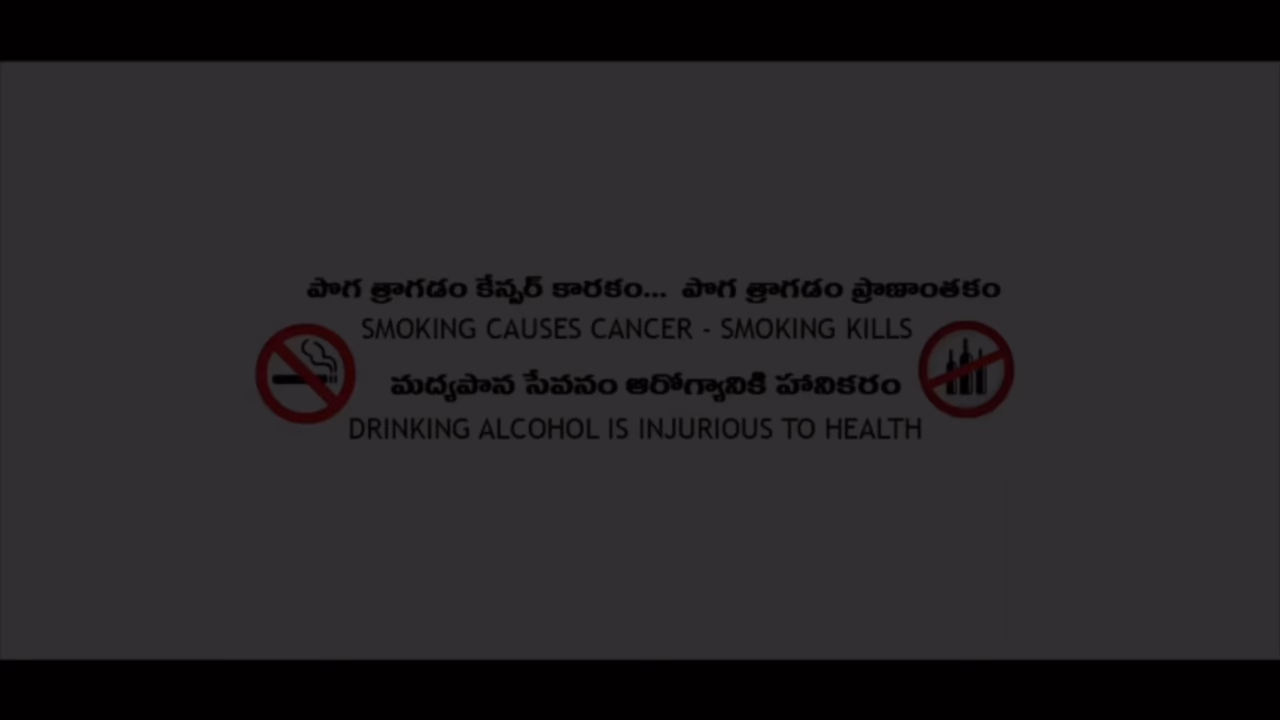 పొగ త్రాగడం కేన్సర్ కారకం... పొగ త్రాగడం ప్రాణాంతకం
SMOKING CAUSES CANCER - SMOKING KILLS
మద్యపాన సేవనం ఆరోగ్యానికి హానికరం
DRINKING ALCOHOL IS INJURIOUS TO HEALTH